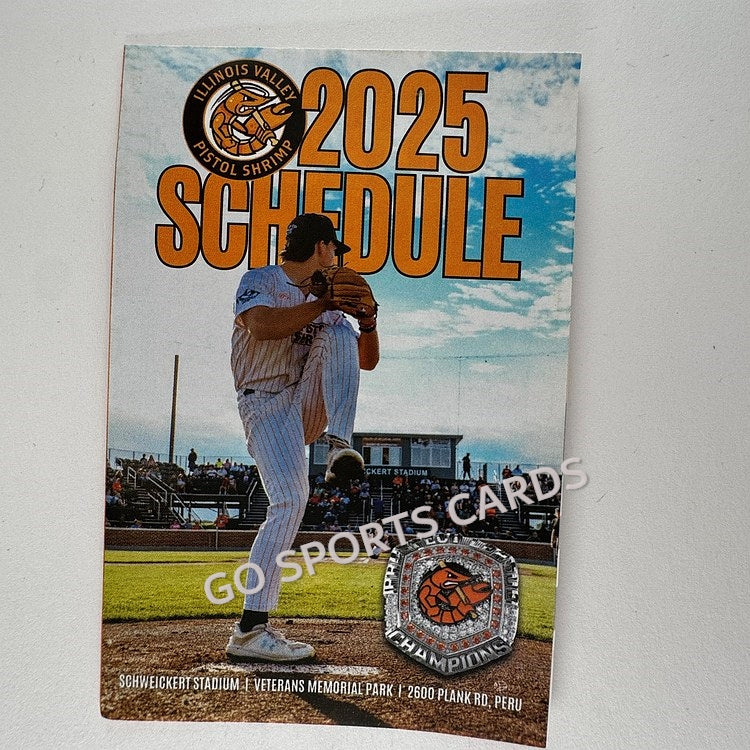 ILLINOIS VALLEY
PISTOL SHRIMP
2025
SCHEDULE
CKERT STADIUM
GO SPORTS CARDS
CHAMPIONS
SCHWEICKERT STADIUM | VETERANS MEMORIAL PARK | 2600 PLANK RD, PERU